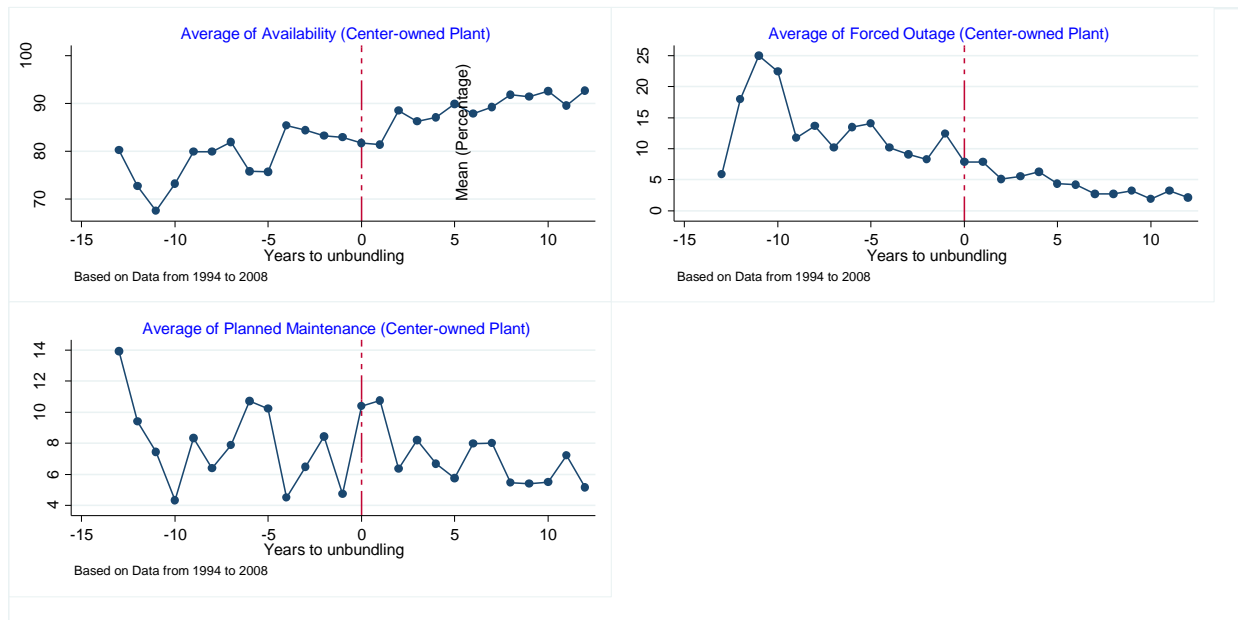 Average of Availability (Center-owned Plant)
100
90
80
70
Mean (Percentage)
-15 -10 -5 0 5 10
Years to unbundling
Based on Data from 1994 to 2008
Average of Forced Outage (Center-owned Plant)
25
20
15
10
5
0
-15 -10 -5 0 5 10
Years to unbundling
Based on Data from 1994 to 2008
Average of Planned Maintenance (Center-owned Plant)
14
12
10
8
6
4
-15 -10 -5 0 5 10
Years to unbundling
Based on Data from 1994 to 2008